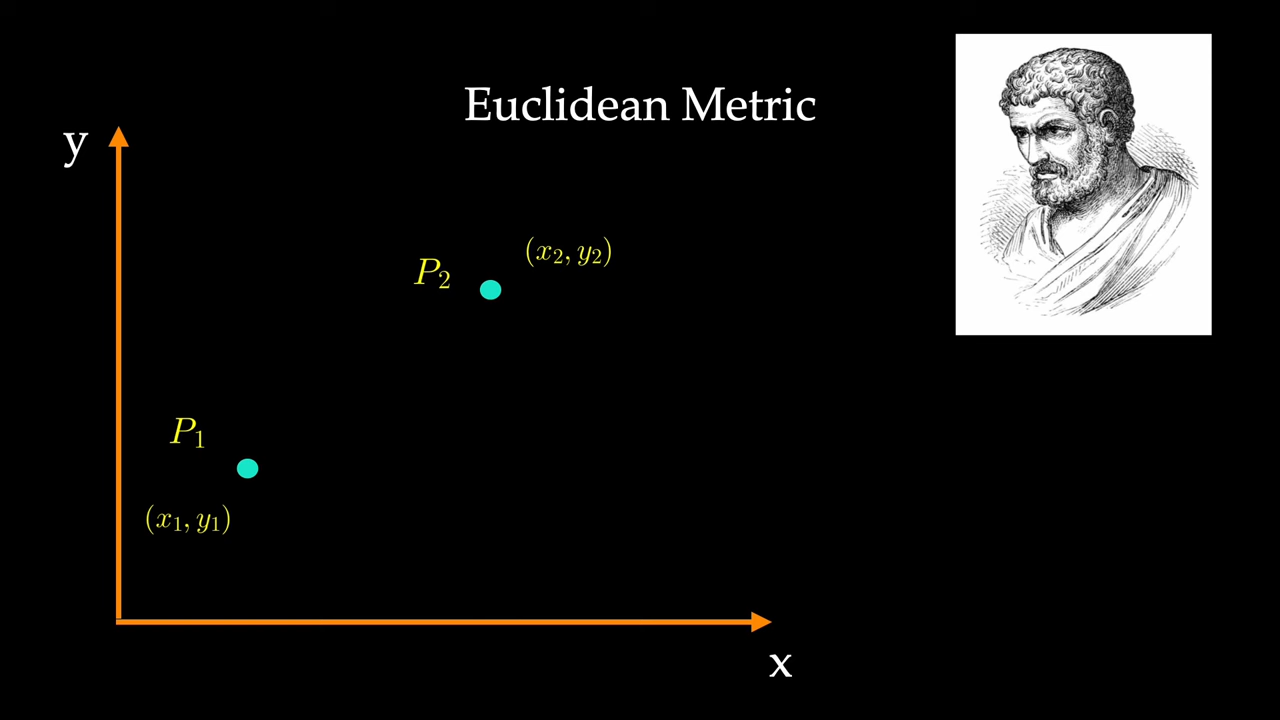 Euclidean Metric
y
(x₂, y₂)
P₂
P₁
(x₁, y₁)
x